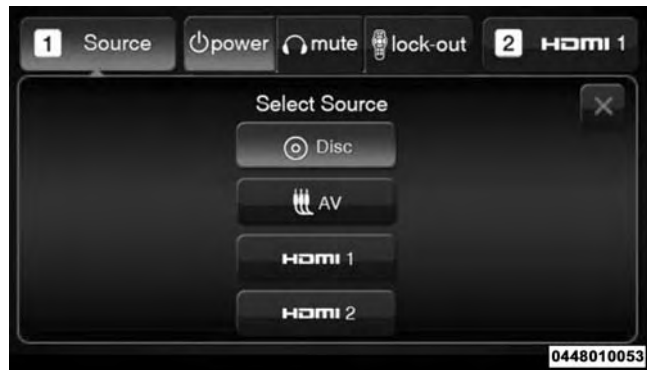 1 Source power mute lock-out 2 HDMI 1
Select Source
Disc
AV
HDMI 1
HDMI 2
0448010053